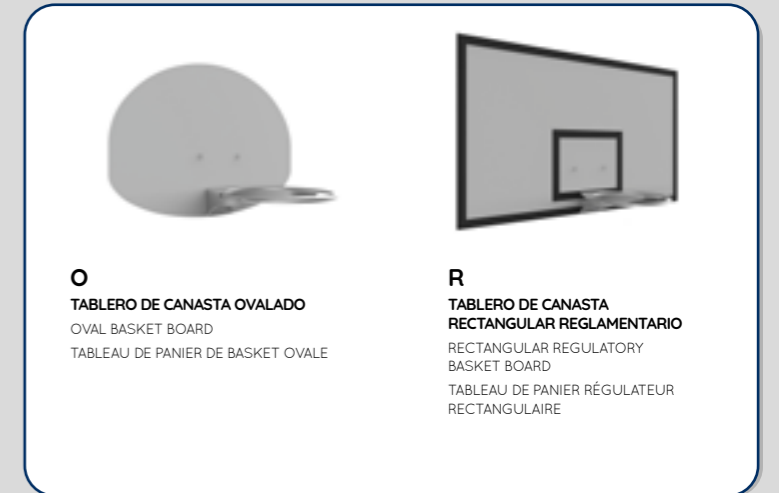 O
TABLERO DE CANASTA OVALADO
OVAL BASKET BOARD
TABLEAU DE PANIER DE BASKET OVALE
R
TABLERO DE CANASTA
RECTANGULAR REGLAMENTARIO
RECTANGULAR REGULATORY
BASKET BOARD
TABLEAU DE PANIER RÉGULATEUR
RECTANGULAIRE